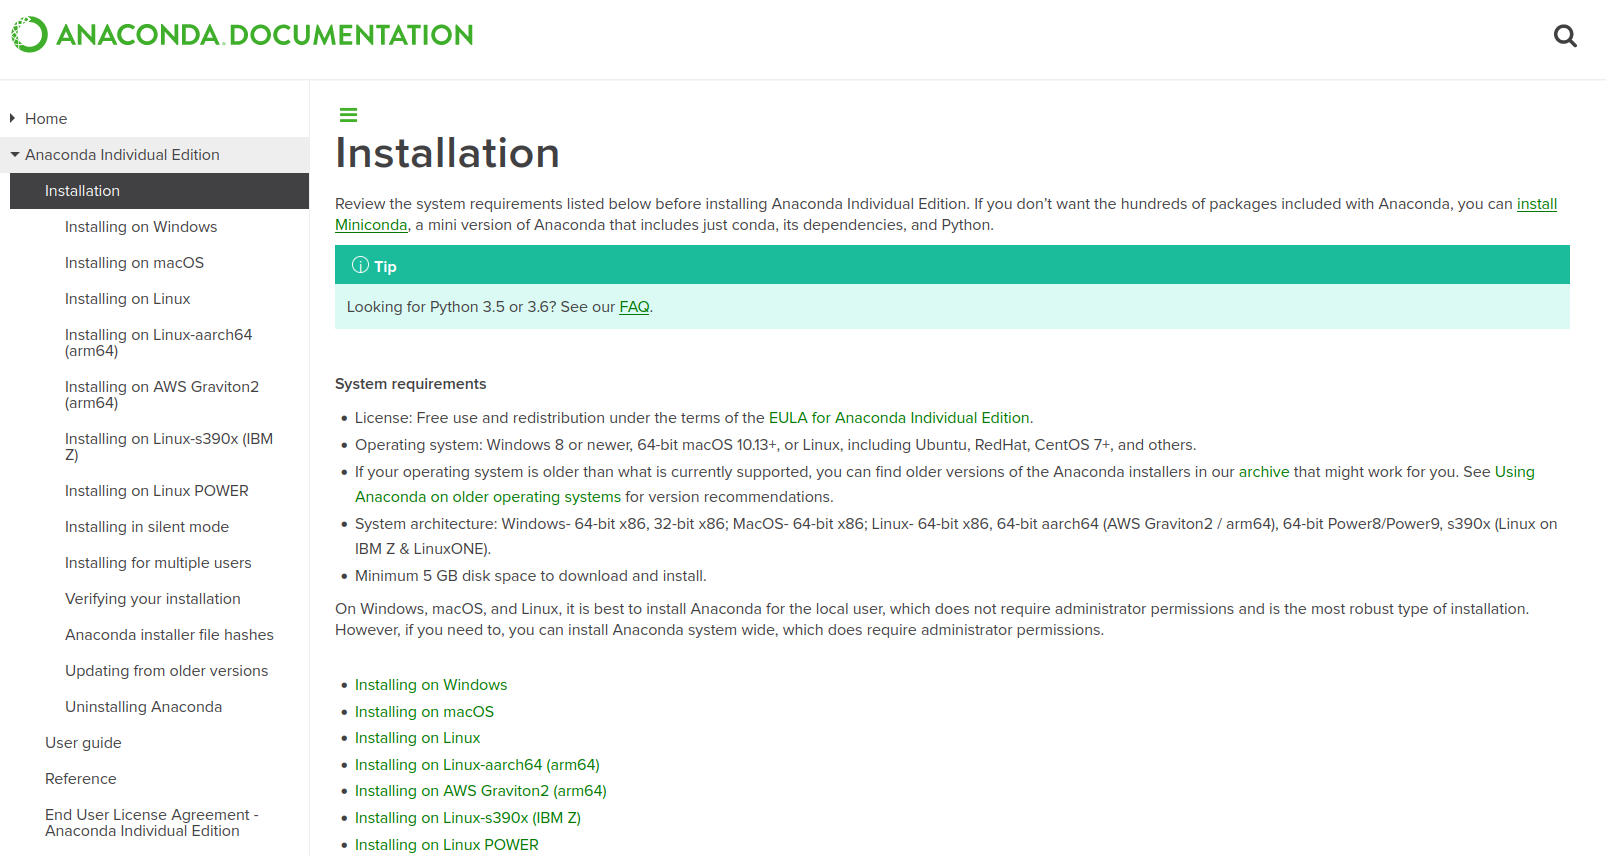 ANACONDA.DOCUMENTATION
Home
Anaconda Individual Edition
Installation
Installing on Windows
Installing on macOS
Installing on Linux
Installing on Linux-aarch64
(arm64)
Installing on AWS Graviton2
(arm64)
Installing on Linux-s390x (IBM
Z)
Installing on Linux POWER
Installing in silent mode
Installing for multiple users
Verifying your installation
Anaconda installer file hashes
Updating from older versions
Uninstalling Anaconda
User guide
Reference
End User License Agreement -
Anaconda Individual Edition
Installation
Review the system requirements listed below before installing Anaconda Individual Edition. If you don't want the hundreds of packages included with Anaconda, you can install
Miniconda, a mini version of Anaconda that includes just conda, its dependencies, and Python.
Tip
Looking for Python 3.5 or 3.6? See our FAQ.
System requirements
• License: Free use and redistribution under the terms of the EULA for Anaconda Individual Edition.
• Operating system: Windows 8 or newer, 64-bit macOS 10.13+, or Linux, including Ubuntu, RedHat, CentOS 7+, and others.
• If your operating system is older than what is currently supported, you can find older versions of the Anaconda installers in our archive that might work for you. See Using
Anaconda on older operating systems for version recommendations.
• System architecture: Windows- 64-bit x86, 32-bit x86; MacOS- 64-bit x86; Linux- 64-bit x86, 64-bit aarch64 (AWS Graviton2 / arm64), 64-bit Power8/Power9, s390x (Linux on
IBM Z & LinuxONE).
• Minimum 5 GB disk space to download and install.
On Windows, macOS, and Linux, it is best to install Anaconda for the local user, which does not require administrator permissions and is the most robust type of installation.
However, if you need to, you can install Anaconda system wide, which does require administrator permissions.
• Installing on Windows
• Installing on macOS
• Installing on Linux
• Installing on Linux-aarch64 (arm64)
• Installing on AWS Graviton2 (arm64)
• Installing on Linux-s390x (IBM Z)
• Installing on Linux POWER